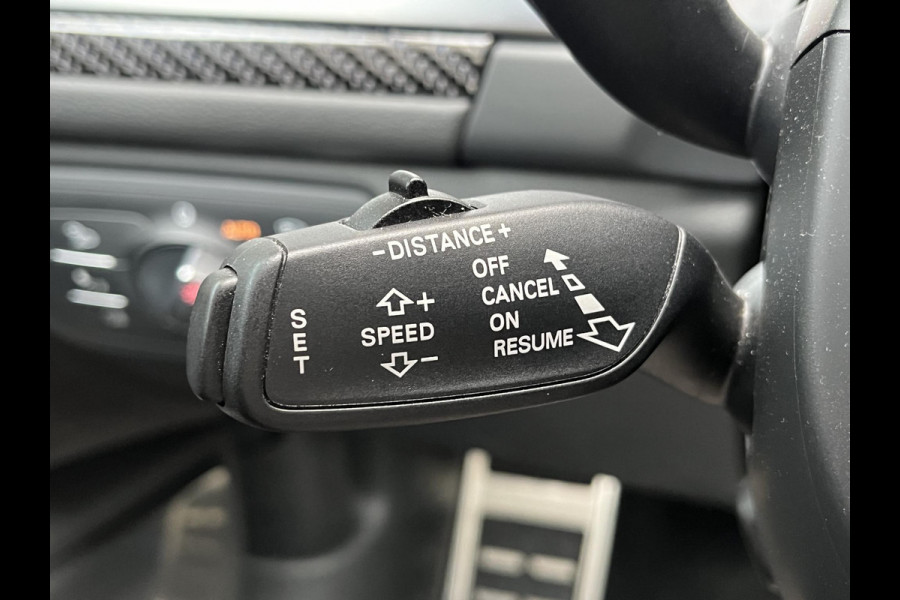 -DISTANCE+
OFF
CANCEL
ON
RESUME
+
SPEED
-
SET